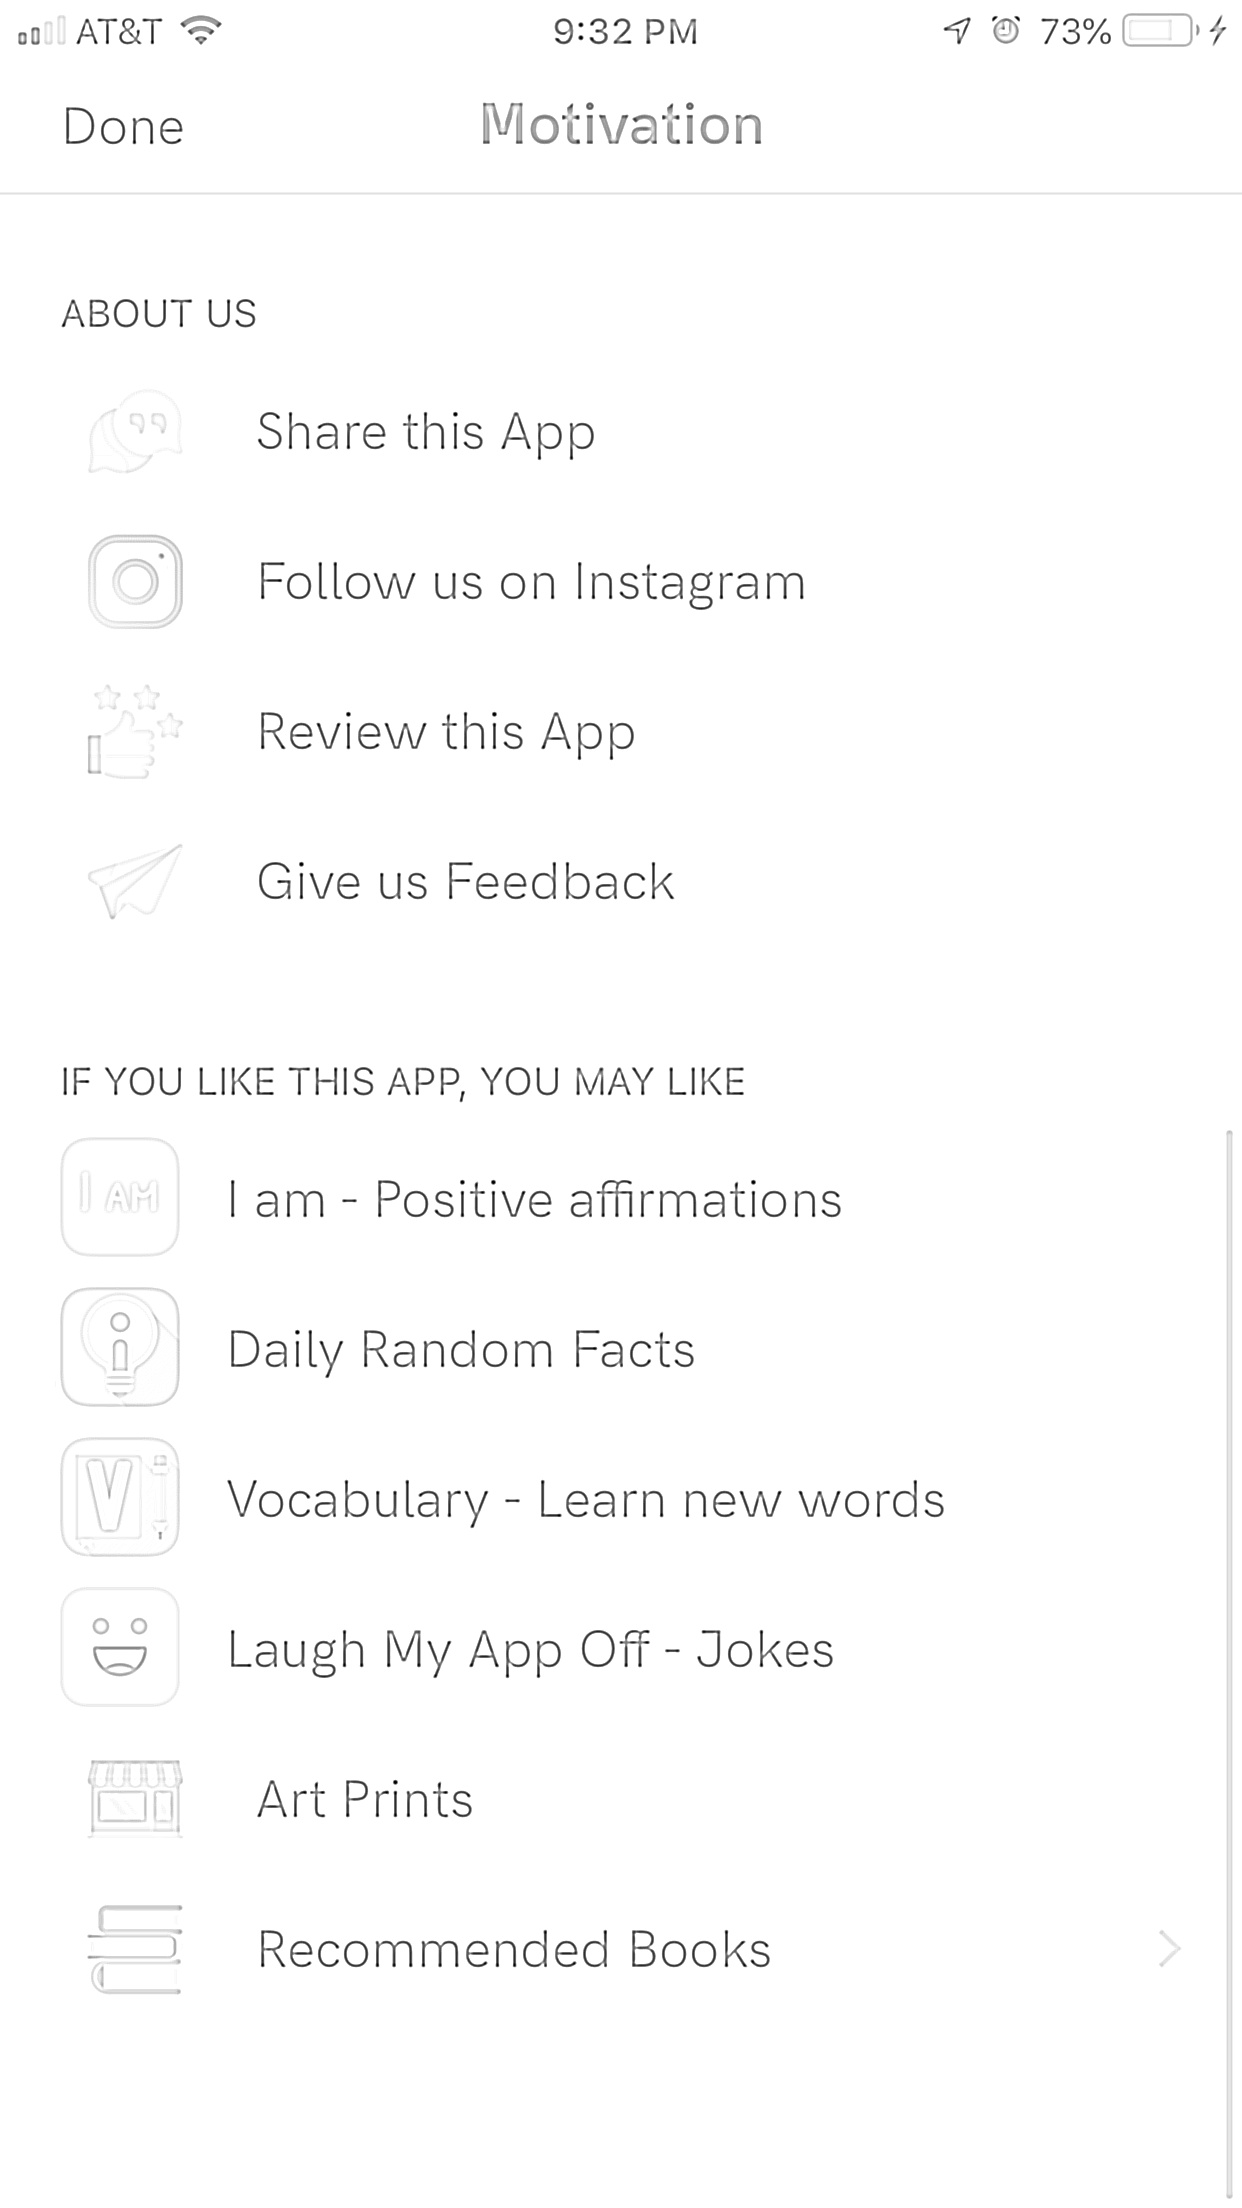 AT&T 9:32 PM 73%
Done Motivation
ABOUT US
Share this App
Follow us on Instagram
Review this App
Give us Feedback
IF YOU LIKE THIS APP, YOU MAY LIKE
I AM
I am - Positive affirmations
i
Daily Random Facts
V
Vocabulary - Learn new words
Laugh My App Off - Jokes
Art Prints
Recommended Books